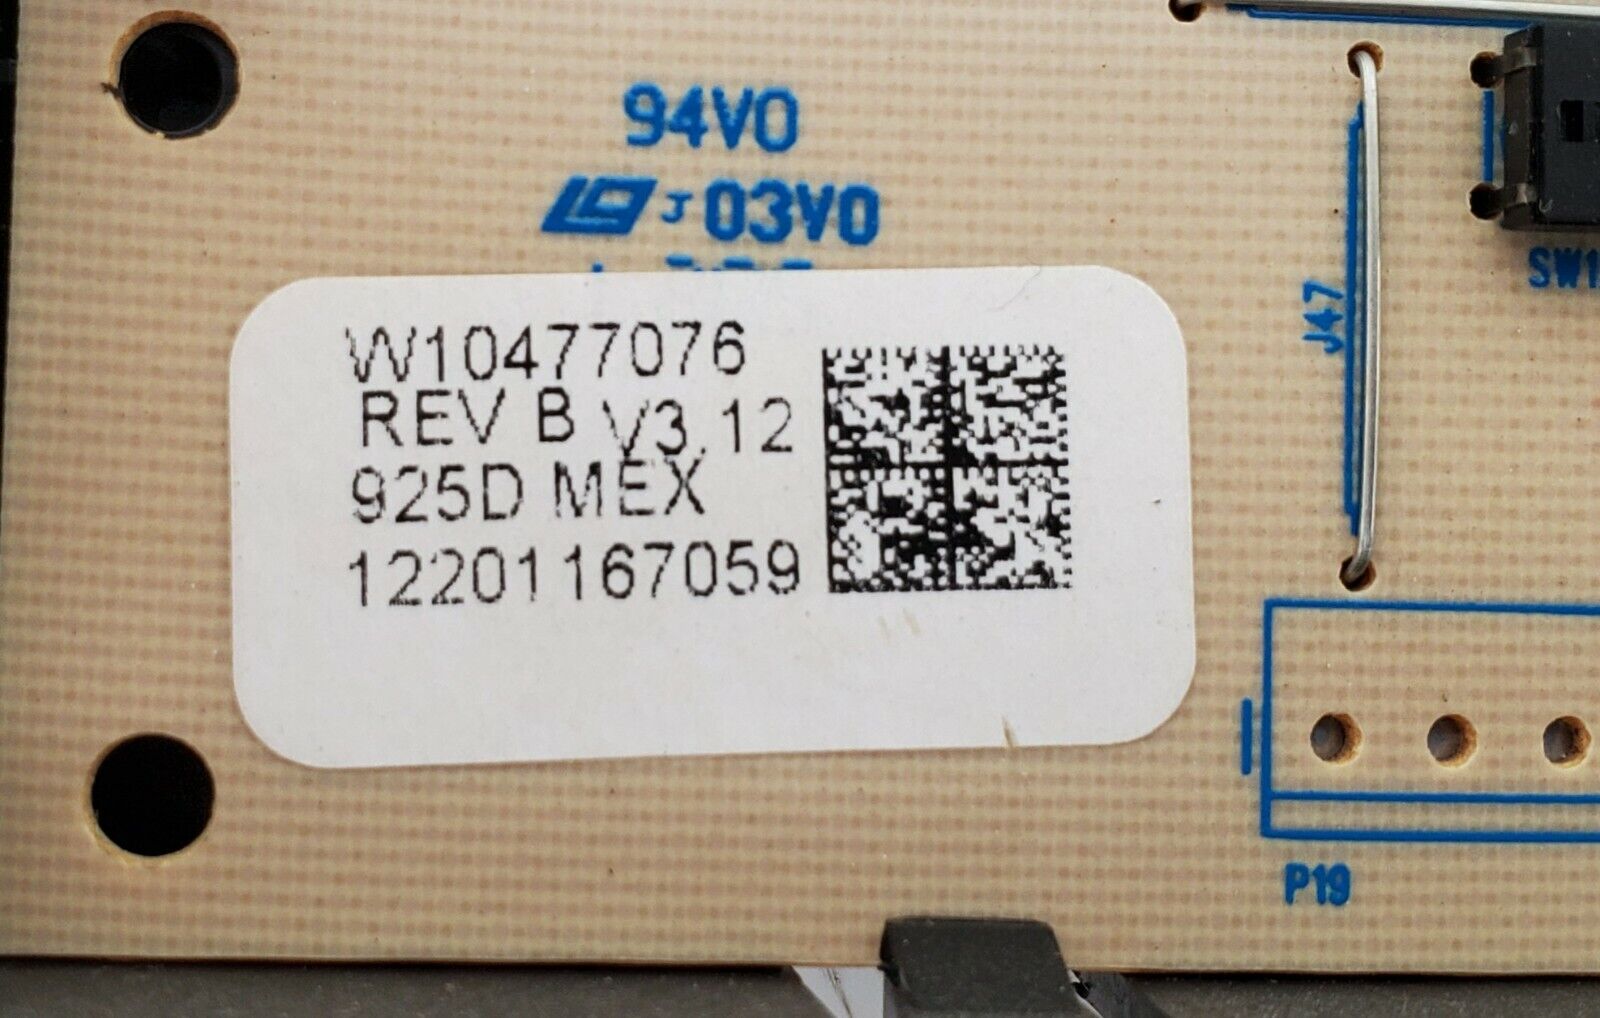 94V0
J 03V0
SW1
J47
W10477076
REV B V3.12
925D MEX
12201167059
P19